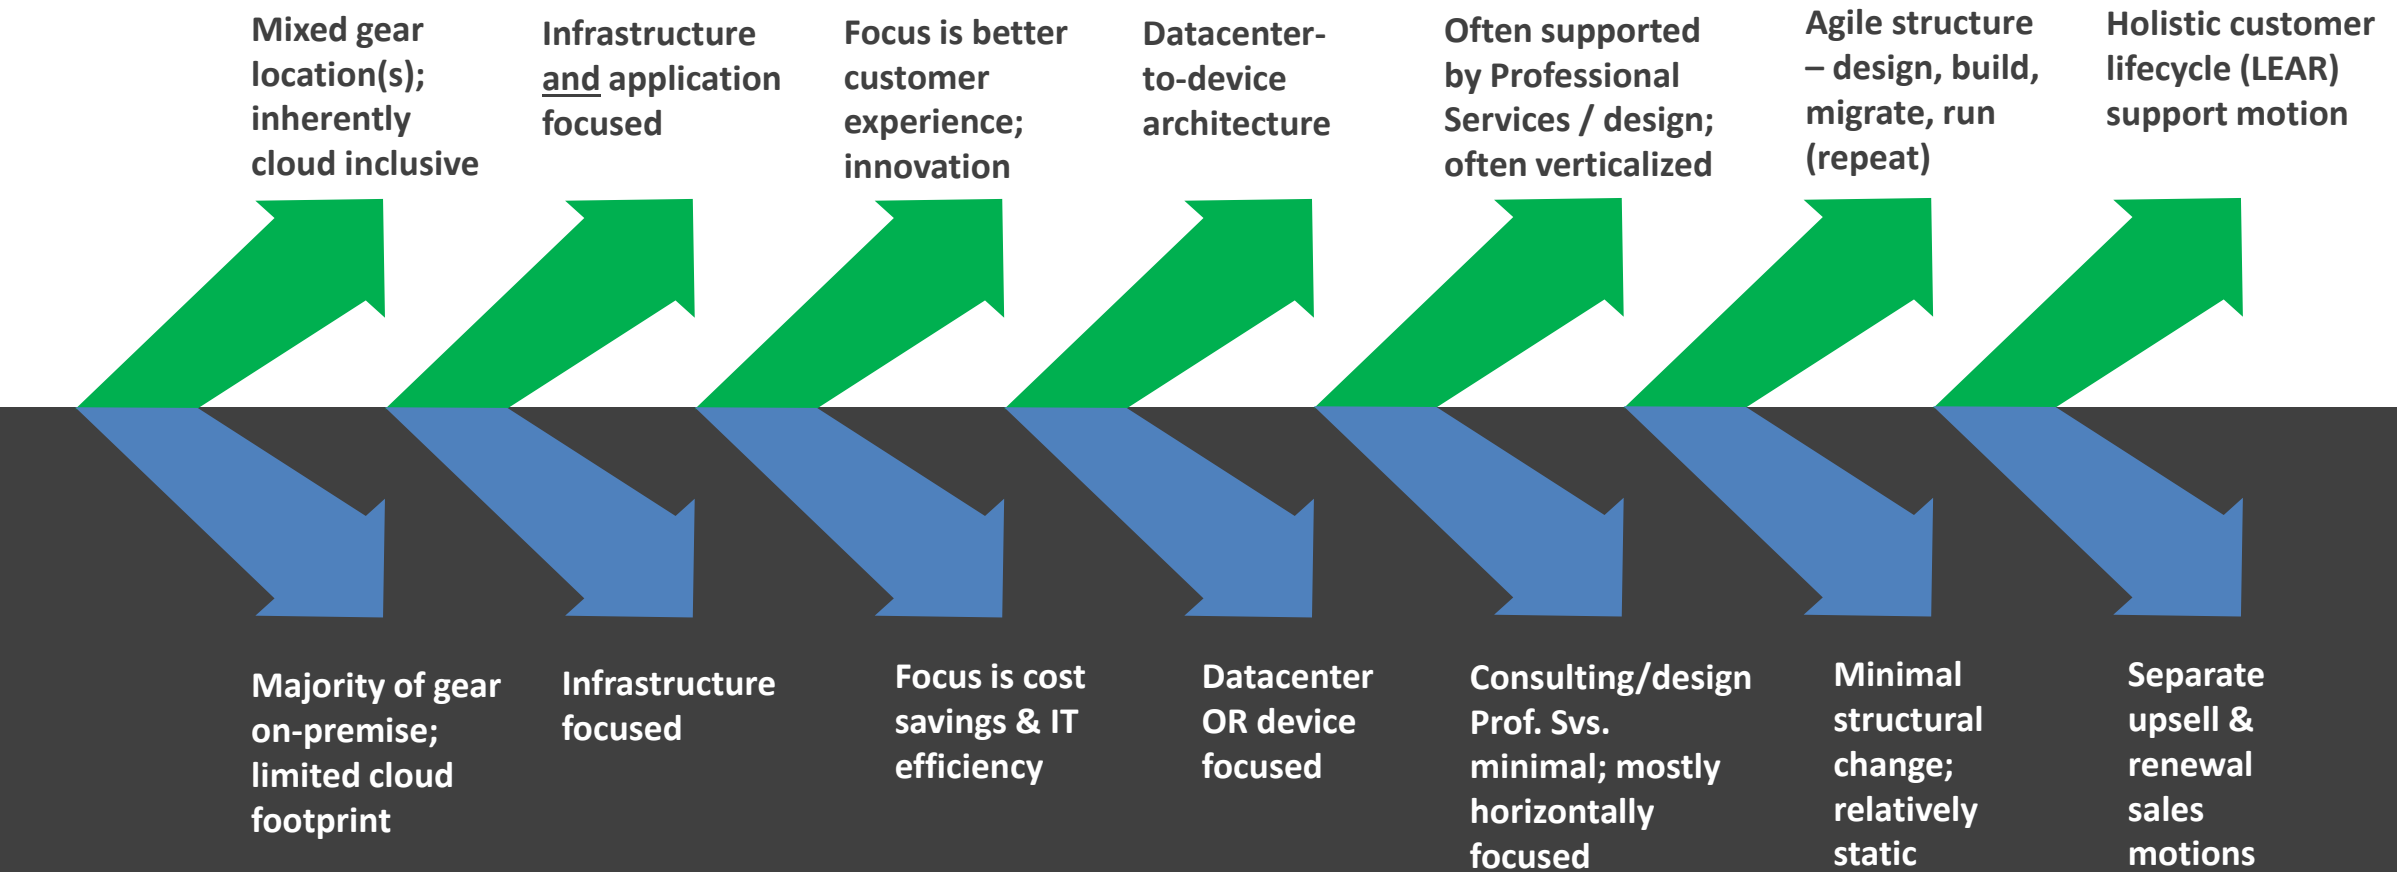 Mixed gear
location(s);
inherently
cloud inclusive
Infrastructure
and application
focused
Focus is better
customer
experience;
innovation
Datacenter-
to-device
architecture
Often supported
by Professional
Services / design;
often verticalized
Agile structure
– design, build,
migrate, run
(repeat)
Holistic customer
lifecycle (LEAR)
support motion
Majority of gear
on-premise;
limited cloud
footprint
Infrastructure
focused
Focus is cost
savings & IT
efficiency
Datacenter
OR device
focused
Consulting/design
Prof. Svs.
minimal; mostly
horizontally
focused
Minimal
structural
change;
relatively
static
Separate
upsell &
renewal
sales
motions